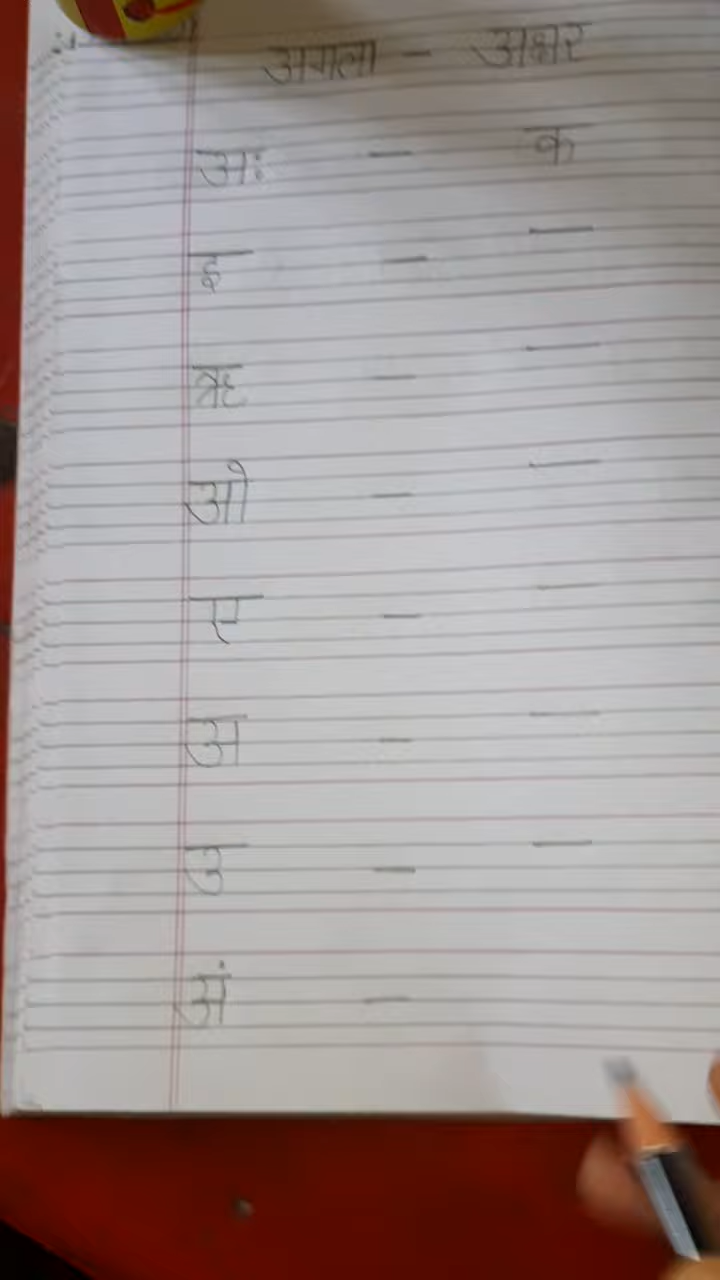 अगला - अक्षर
अः - क
इ -
ऋ -
ओ -
ए -
अ -
उ -
अं -